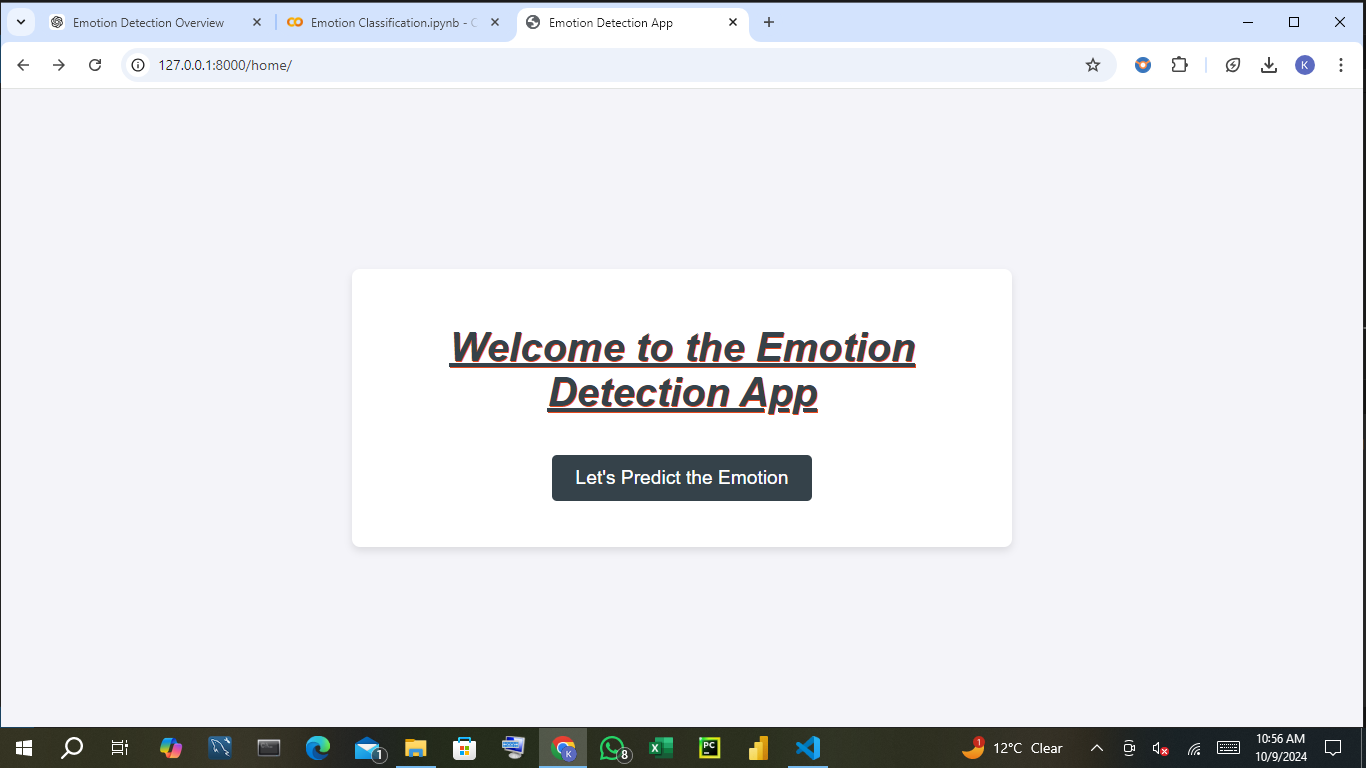 Emotion Detection Overview
Emotion Classification.ipynb - C
Emotion Detection App
127.0.0.1:8000/home/
K
Welcome to the Emotion
Detection App
Let's Predict the Emotion
1
K
8
PC
1
12°C Clear
10:56 AM
10/9/2024